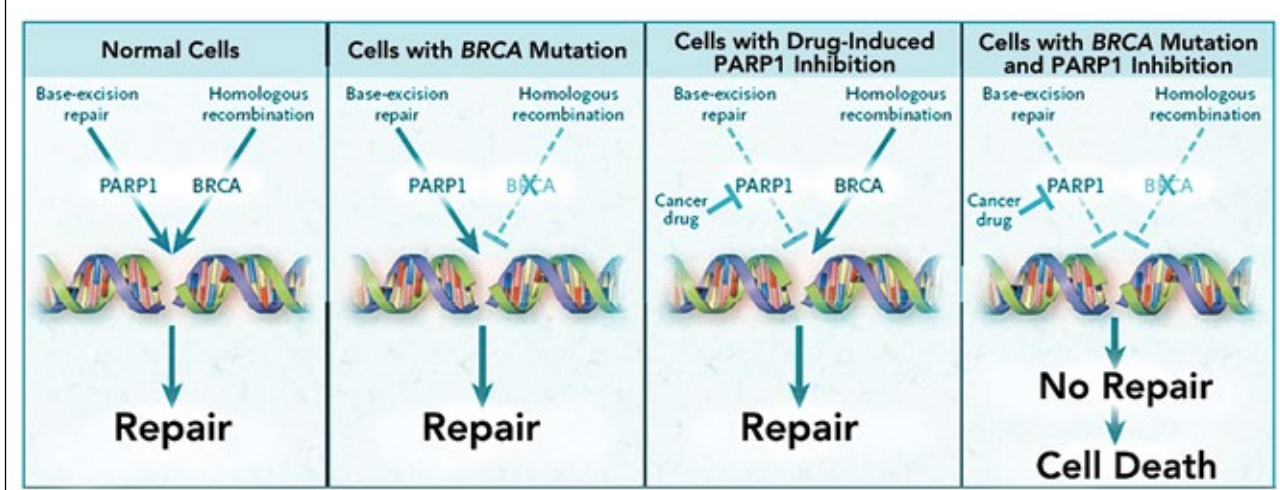 Normal Cells
Base-excision
repair
Homologous
recombination
PARP1
BRCA
Repair
Cells with BRCA Mutation
Base-excision
repair
Homologous
recombination
PARP1
BRCA
Repair
Cells with Drug-Induced
PARP1 Inhibition
Base-excision
repair
Homologous
recombination
Cancer
drug
PARP1
BRCA
Repair
Cells with BRCA Mutation
and PARP1 Inhibition
Base-excision
repair
Homologous
recombination
Cancer
drug
PARP1
BRCA
No Repair
Cell Death